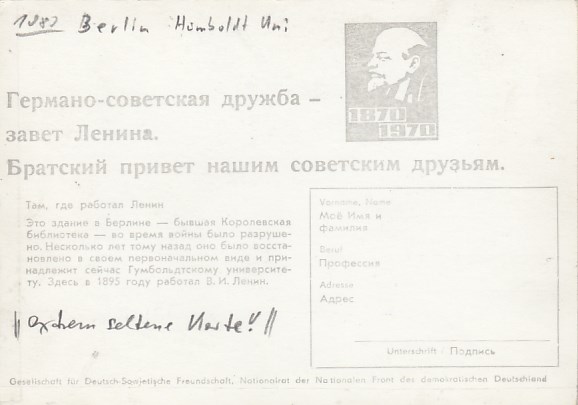 1982 Berlin Humboldt Uni
1870
1970
Германо-советская дружба –
завет Ленина.
Братский привет нашим советским друзьям.
Там, где работал Ленин
Это здание в Берлине — бывшая Королевская
библиотека — во время войны было разруше-
но. Несколько лет тому назад оно было восста-
новлено в своем первоначальном виде и при-
надлежит сейчас Гумбольдтскому университе-
ту. Здесь в 1895 году работал В. И. Ленин.
Vorname, Name
Моё Имя и
фамилия
Beruf
Профессия
Adresse
Адрес
Unterschrift · Подпись
|| extrem seltene Karte! ||
Gesellschaft für Deutsch-Sowjetische Freundschaft, Nationalrat der Nationalen Front des demokratischen Deutschland